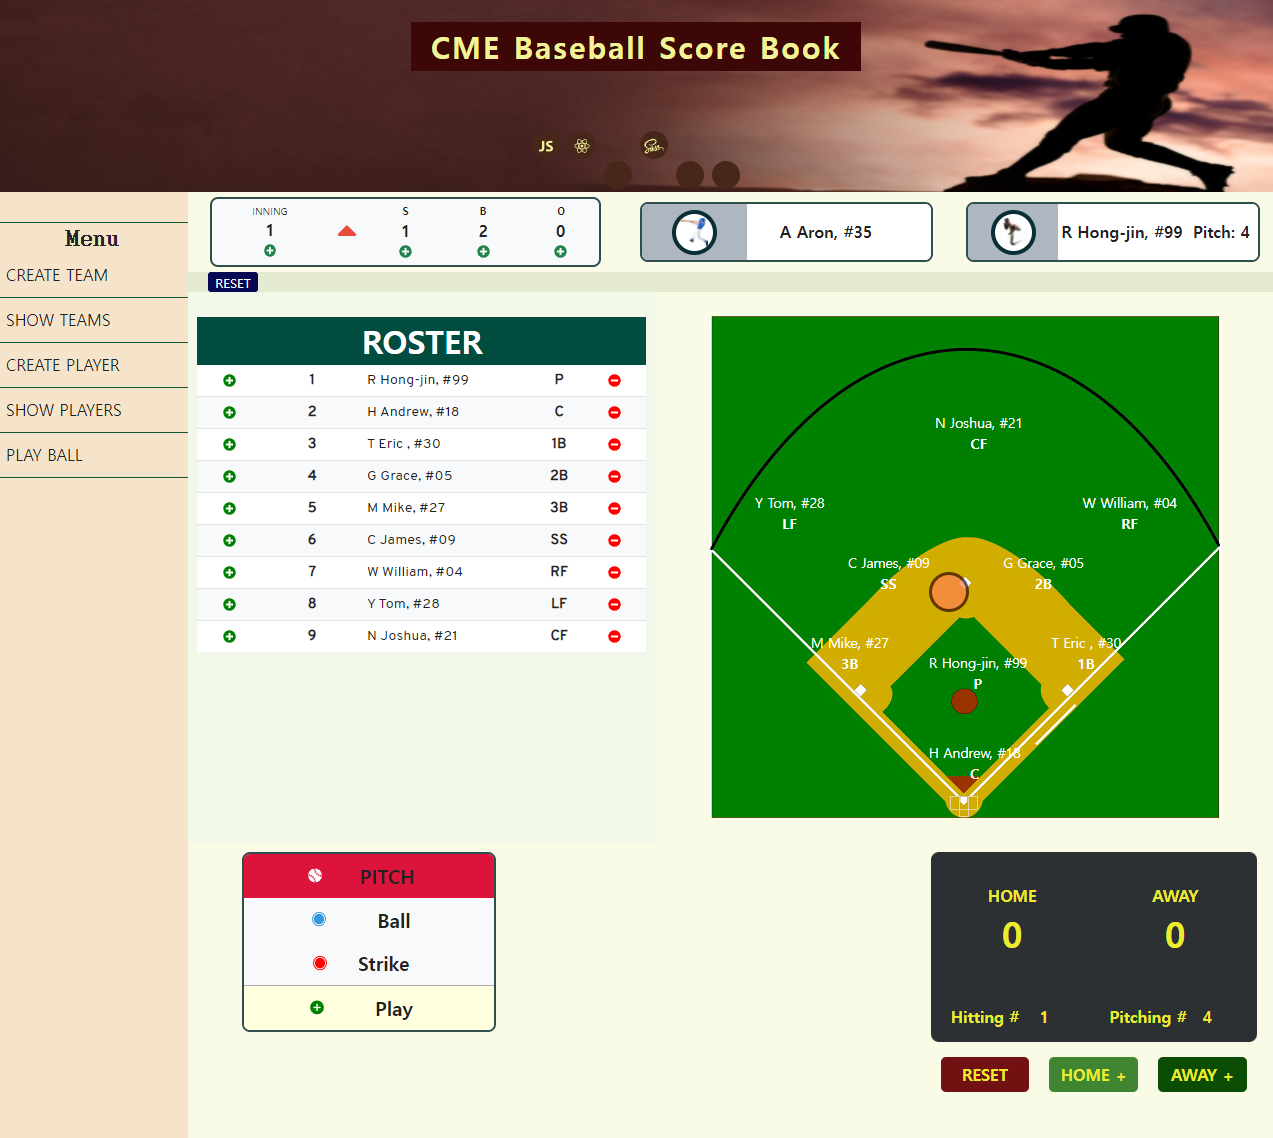 CME Baseball Score Book
JS
Sass
INNING S B O
1 1 2 0
A Aron, #35
R Hong-jin, #99 Pitch: 4
RESET
Menu
CREATE TEAM
SHOW TEAMS
CREATE PLAYER
SHOW PLAYERS
PLAY BALL
ROSTER
1 R Hong-jin, #99 P
2 H Andrew, #18 C
3 T Eric , #30 1B
4 G Grace, #05 2B
5 M Mike, #27 3B
6 C James, #09 SS
7 W William, #04 RF
8 Y Tom, #28 LF
9 N Joshua, #21 CF
N Joshua, #21
CF
Y Tom, #28
LF
W William, #04
RF
C James, #09
SS
G Grace, #05
2B
M Mike, #27
3B
T Eric , #30
1B
R Hong-jin, #99
P
H Andrew, #18
C
PITCH
Ball
Strike
Play
HOME AWAY
0 0
Hitting # 1 Pitching # 4
RESET HOME + AWAY +